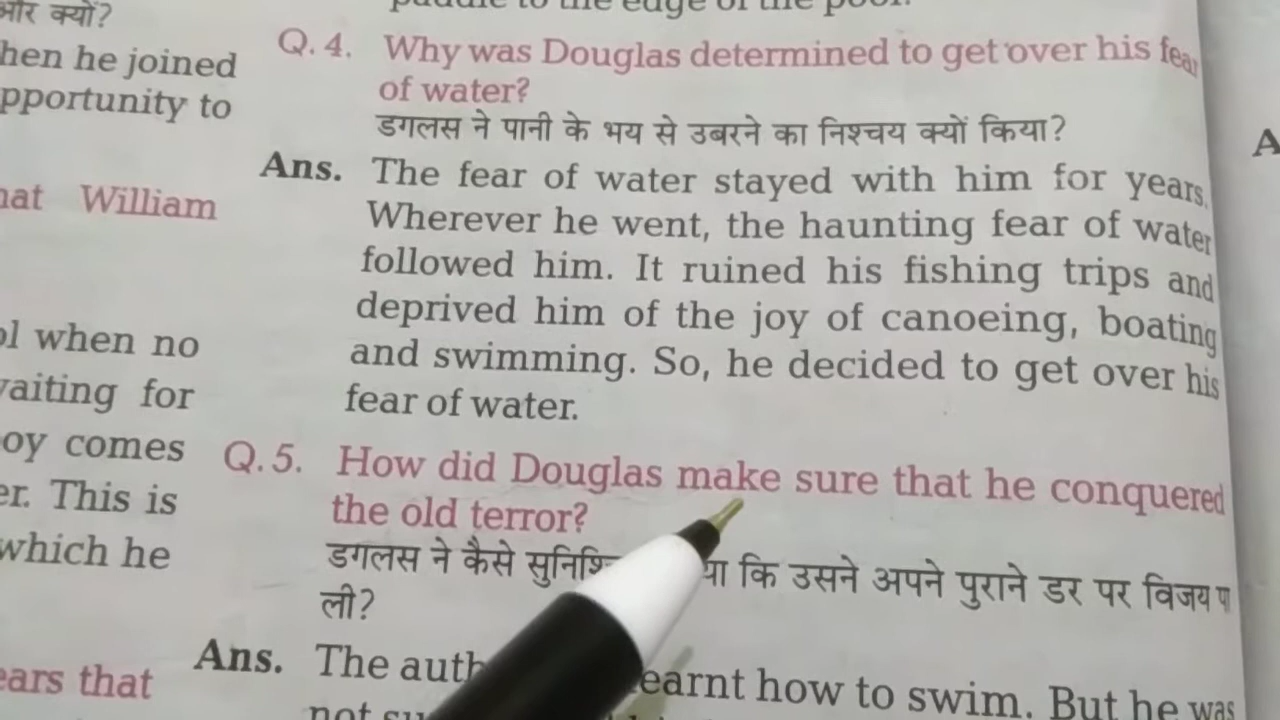 और क्यों?
hen he joined
pportunity to
hat William
ol when no
vaiting for
oy comes
er. This is
which he
ears that
paddle to the edge of the pool.
Q. 4. Why was Douglas determined to get over his fear
of water?
डगलस ने पानी के भय से उबरने का निश्चय क्यों किया?
Ans. The fear of water stayed with him for years.
Wherever he went, the haunting fear of water
followed him. It ruined his fishing trips and
deprived him of the joy of canoeing, boating
and swimming. So, he decided to get over his
fear of water.
Q. 5. How did Douglas make sure that he conquered
the old terror?
डगलस ने कैसे कि उसने अपने पुराने डर पर विजय पा
ली?
Ans. The auth earnt how to swim. But he was
not su
A